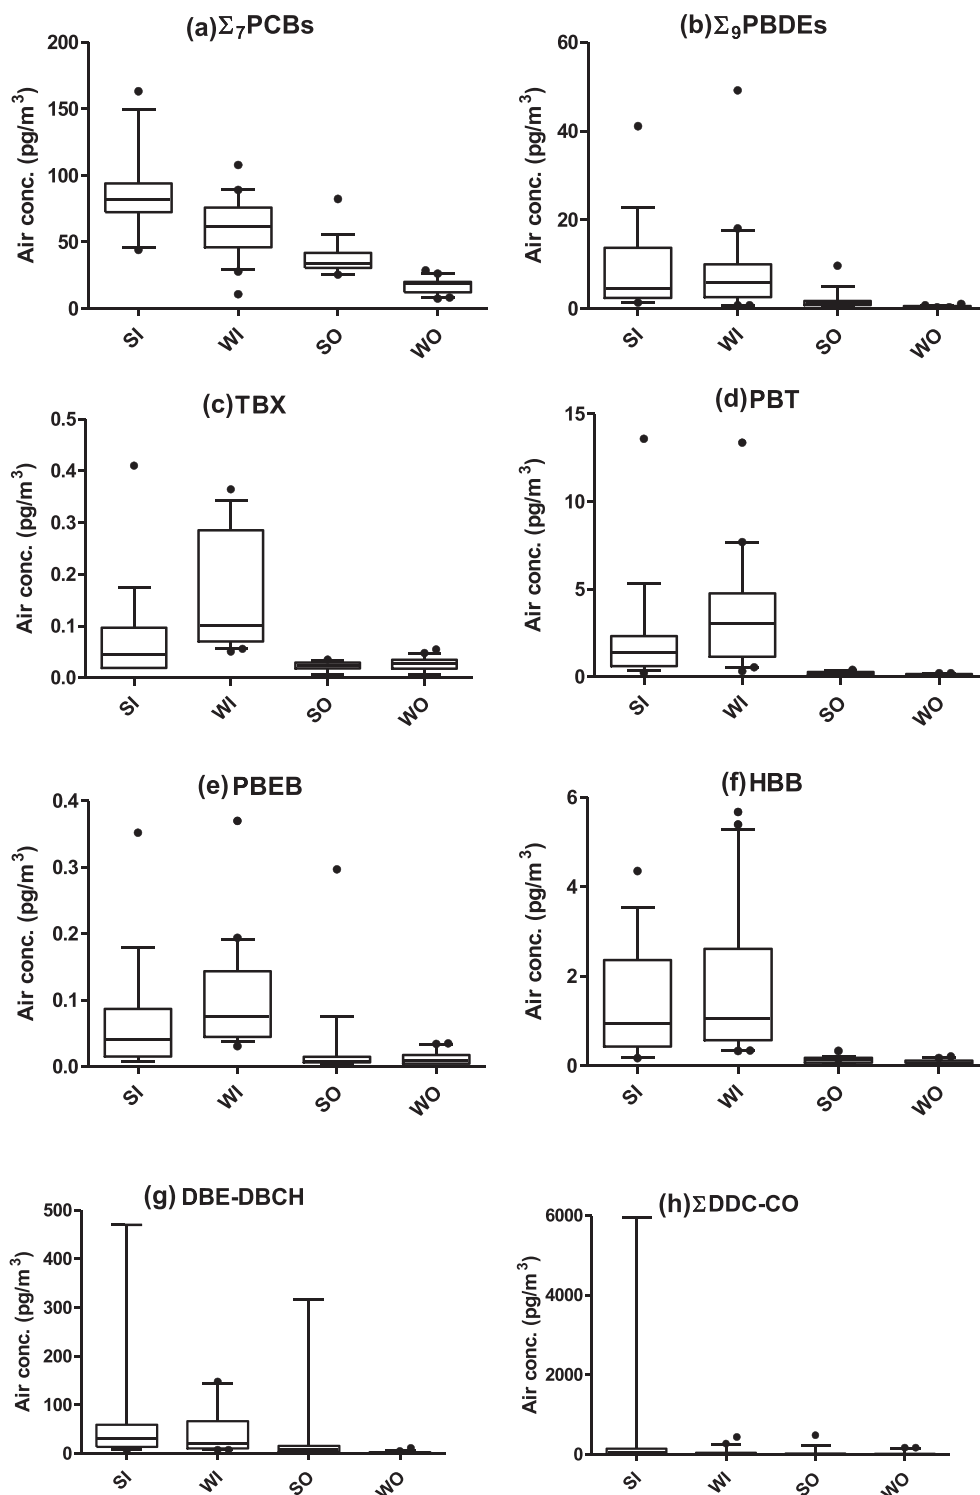 (a) Σ₇PCBs
Air conc. (pg/m³)
200
150
100
50
0
SI WI SO WO
(b) Σ₉PBDEs
Air conc. (pg/m³)
60
40
20
0
SI WI SO WO
(c) TBX
Air conc. (pg/m³)
0.5
0.4
0.3
0.2
0.1
0.0
SI WI SO WO
(d) PBT
Air conc. (pg/m³)
15
10
5
0
SI WI SO WO
(e) PBEB
Air conc. (pg/m³)
0.4
0.3
0.2
0.1
0.0
SI WI SO WO
(f) HBB
Air conc. (pg/m³)
6
4
2
0
SI WI SO WO
(g) DBE-DBCH
Air conc. (pg/m³)
500
400
300
200
100
0
SI WI SO WO
(h) ΣDDC-CO
Air conc. (pg/m³)
6000
4000
2000
0
SI WI SO WO